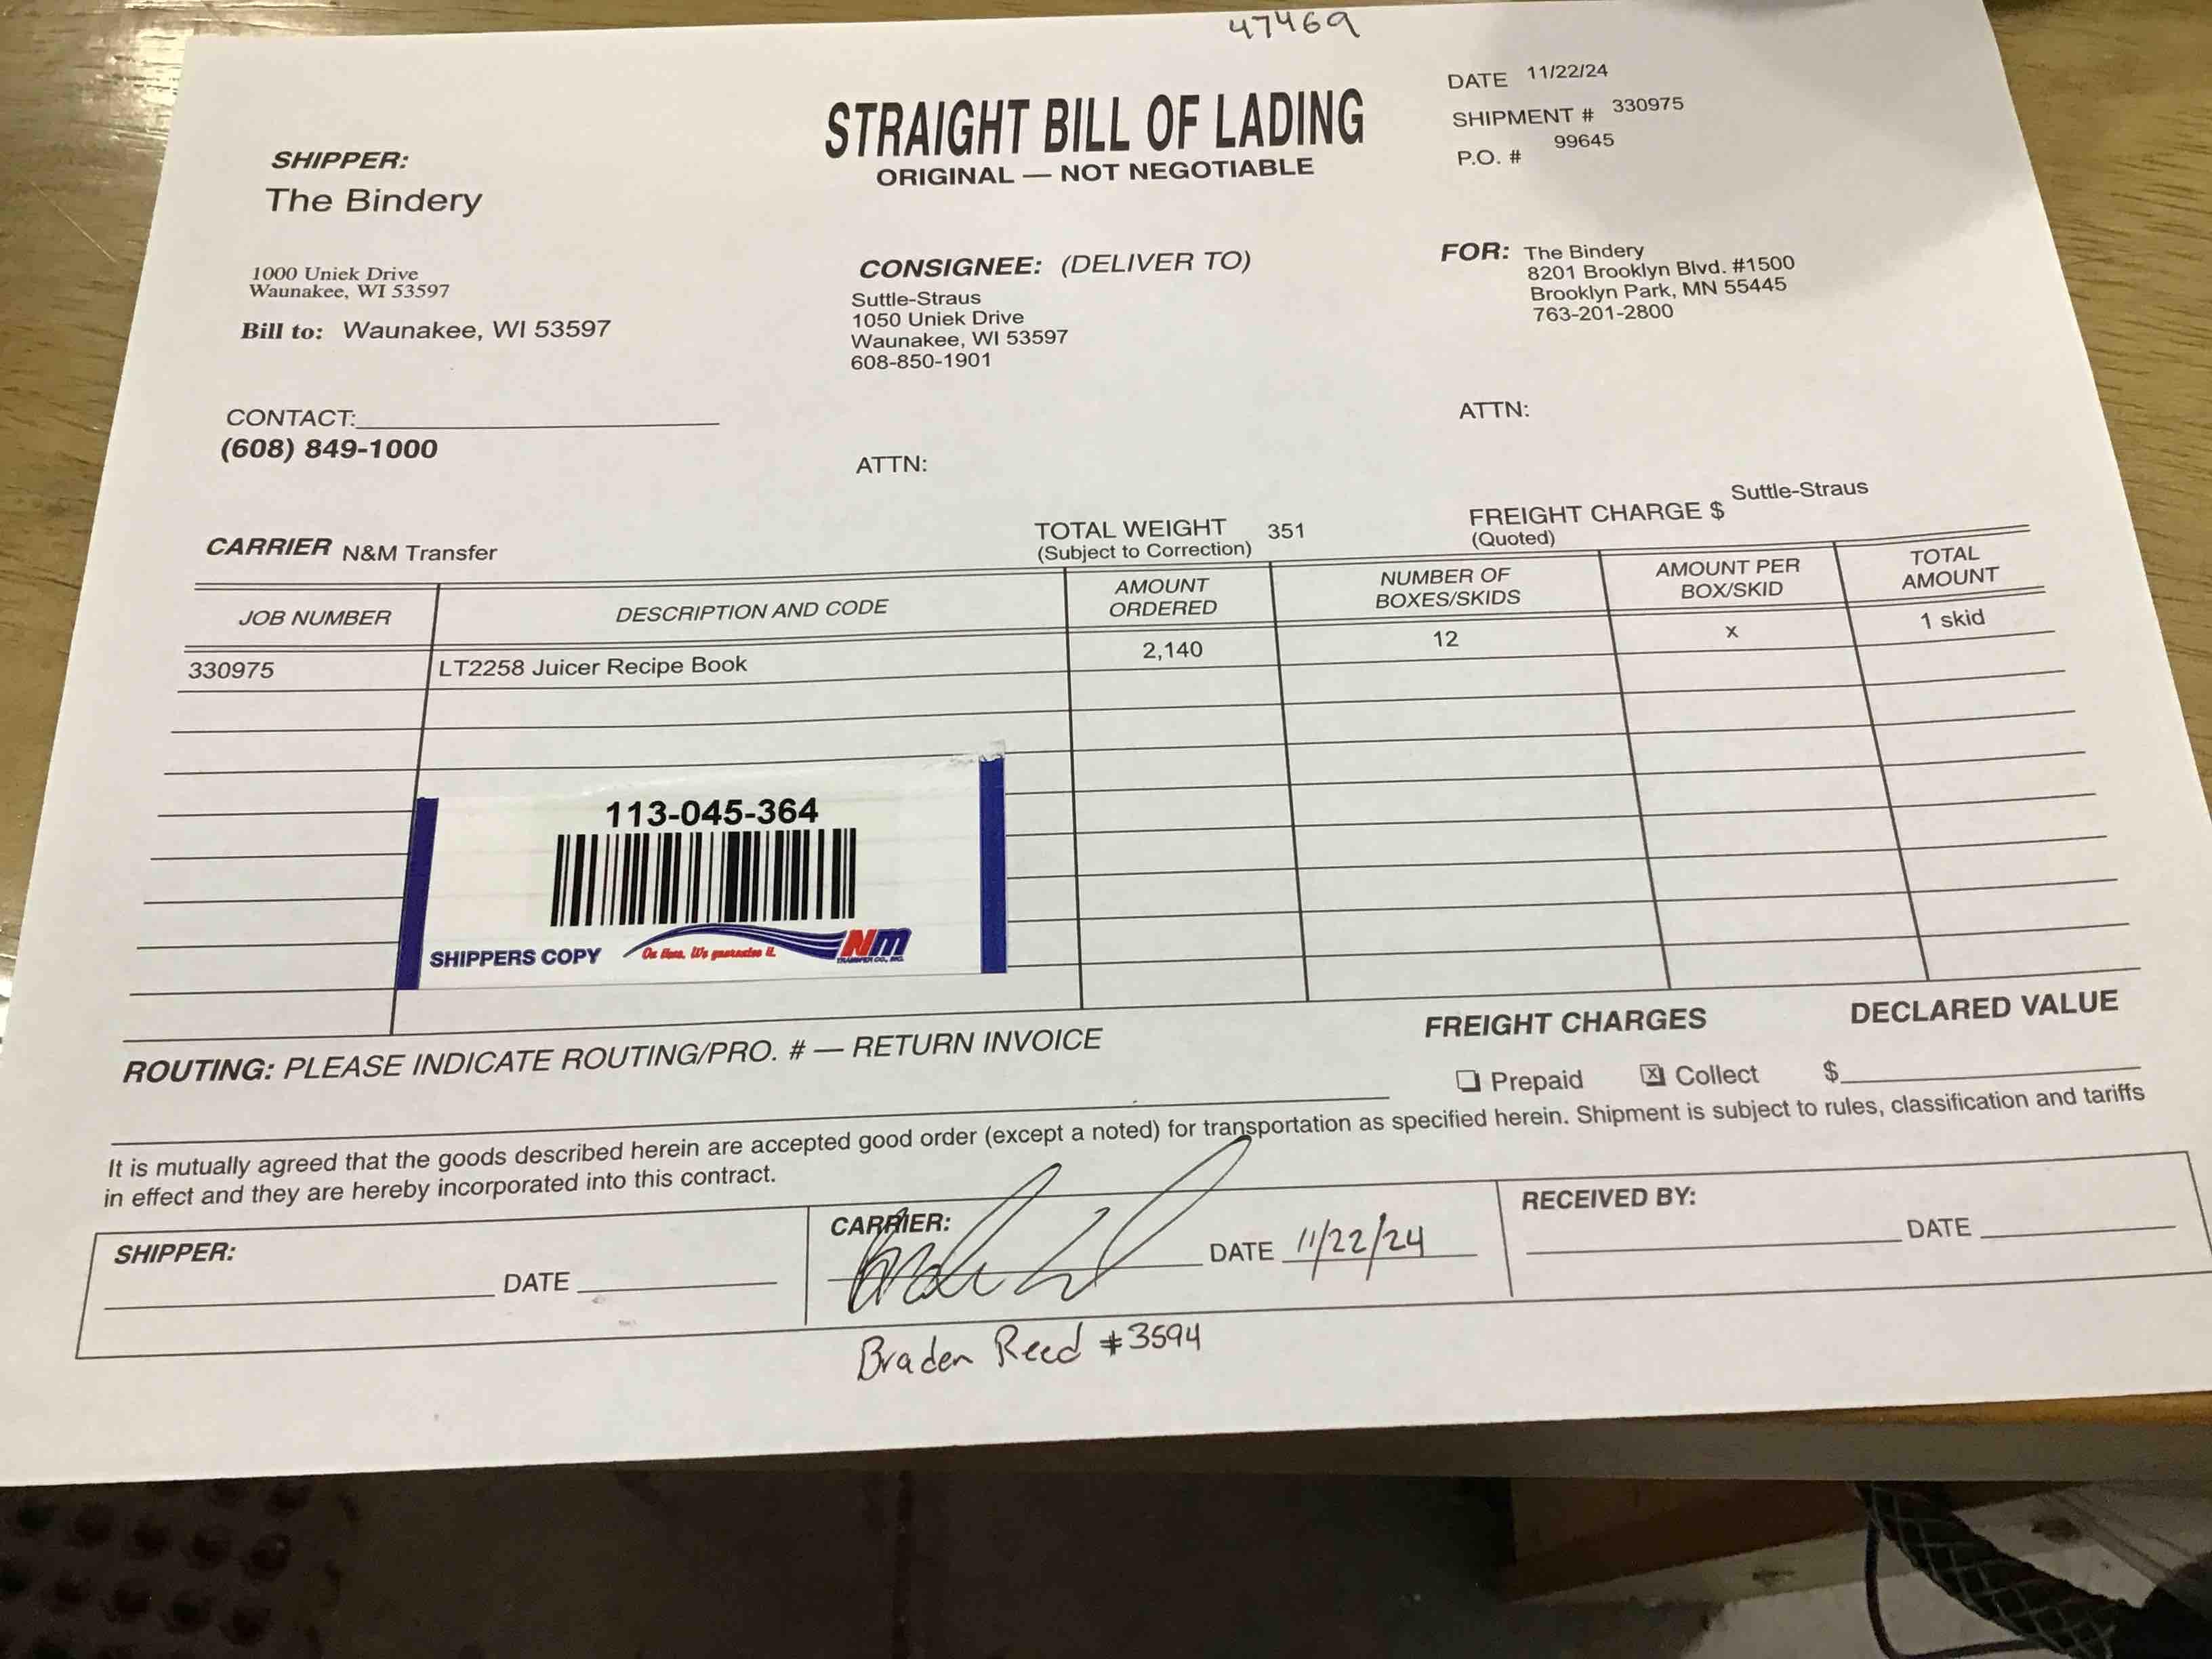 47469
STRAIGHT BILL OF LADING
ORIGINAL — NOT NEGOTIABLE
DATE 11/22/24
SHIPMENT # 330975
P.O. # 99645
SHIPPER:
The Bindery
1000 Uniek Drive
Waunakee, WI 53597
Bill to: Waunakee, WI 53597
CONTACT:
(608) 849-1000
CONSIGNEE: (DELIVER TO)
Suttle-Straus
1050 Uniek Drive
Waunakee, WI 53597
608-850-1901
ATTN:
FOR: The Bindery
8201 Brooklyn Blvd. #1500
Brooklyn Park, MN 55445
763-201-2800
ATTN:
CARRIER N&M Transfer
TOTAL WEIGHT 351
(Subject to Correction)
FREIGHT CHARGE $ Suttle-Straus
(Quoted)
JOB NUMBER DESCRIPTION AND CODE AMOUNT ORDERED NUMBER OF BOXES/SKIDS AMOUNT PER BOX/SKID TOTAL AMOUNT
330975 LT2258 Juicer Recipe Book 2,140 12 x 1 skid
113-045-364
SHIPPERS COPY On time. We guarantee it. NM
TRANSFER CO., INC.
ROUTING: PLEASE INDICATE ROUTING/PRO. # — RETURN INVOICE
FREIGHT CHARGES DECLARED VALUE
Prepaid X Collect $
It is mutually agreed that the goods described herein are accepted good order (except a noted) for transportation as specified herein. Shipment is subject to rules, classification and tariffs
in effect and they are hereby incorporated into this contract.
SHIPPER: DATE
CARRIER: DATE 11/22/24
RECEIVED BY: DATE
Braden Reed #3594